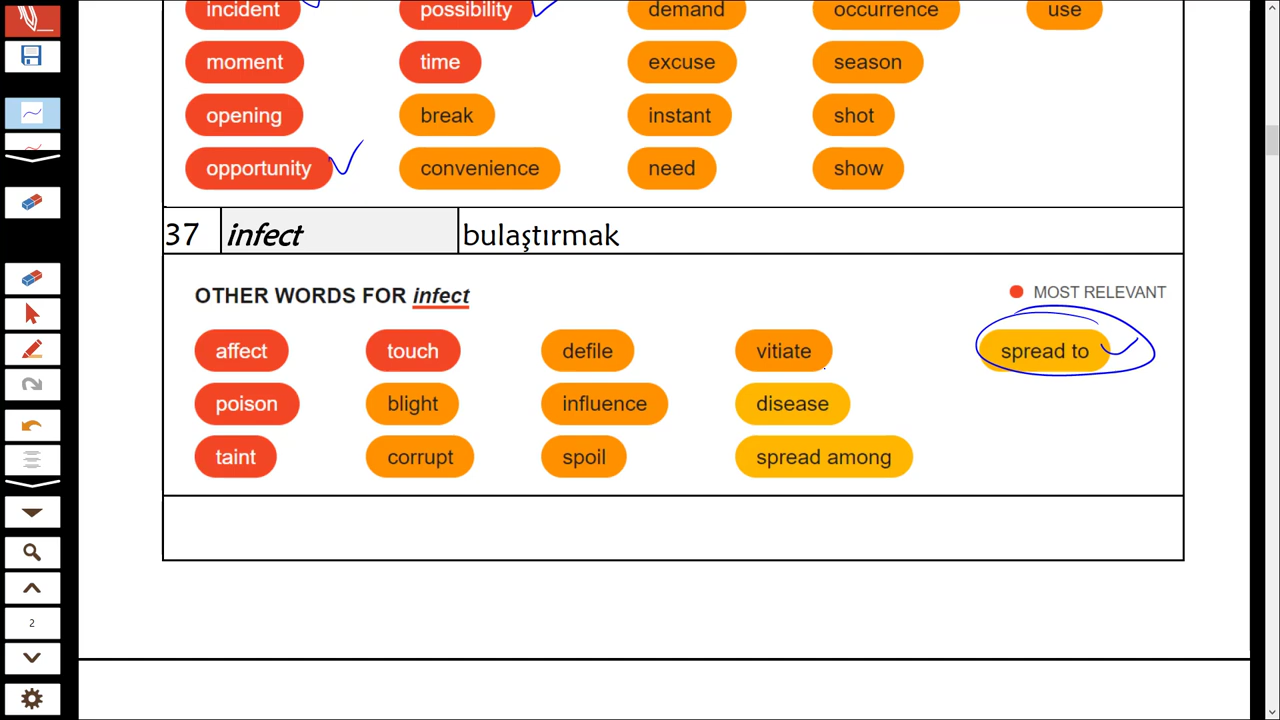 incident possibility demand occurrence use
moment time excuse season
opening break instant shot
opportunity convenience need show
37 infect bulaştırmak
OTHER WORDS FOR infect
MOST RELEVANT
affect touch defile vitiate spread to
poison blight influence disease
taint corrupt spoil spread among
2